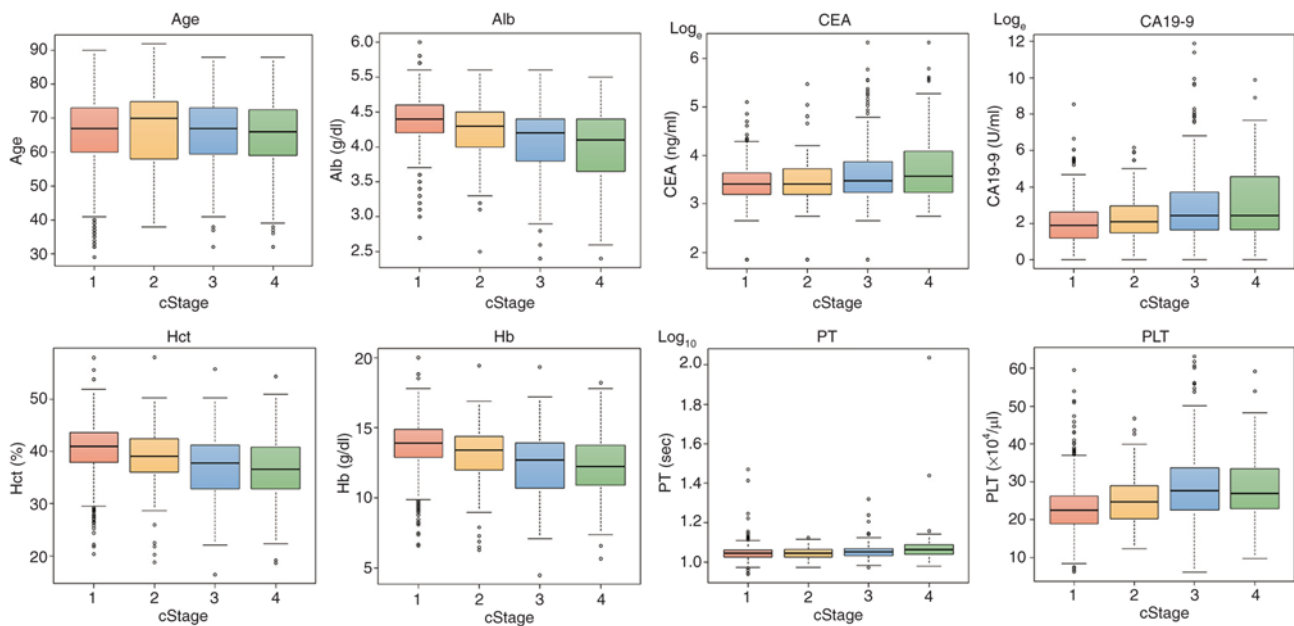 Age
Age
90
80
70
60
50
40
30
1 2 3 4
cStage
Alb
Alb (g/dl)
6.0
5.5
5.0
4.5
4.0
3.5
3.0
2.5
1 2 3 4
cStage
CEA
Logₑ
CEA (ng/ml)
6
5
4
3
2
1 2 3 4
cStage
CA19-9
Logₑ
CA19-9 (U/ml)
12
10
8
6
4
2
0
1 2 3 4
cStage
Hct
Hct (%)
50
40
30
20
1 2 3 4
cStage
Hb
Hb (g/dl)
20
15
10
5
1 2 3 4
cStage
PT
Log₁₀
PT (sec)
2.0
1.8
1.6
1.4
1.2
1.0
1 2 3 4
cStage
PLT
PLT (×10⁴/μl)
60
50
40
30
20
10
1 2 3 4
cStage